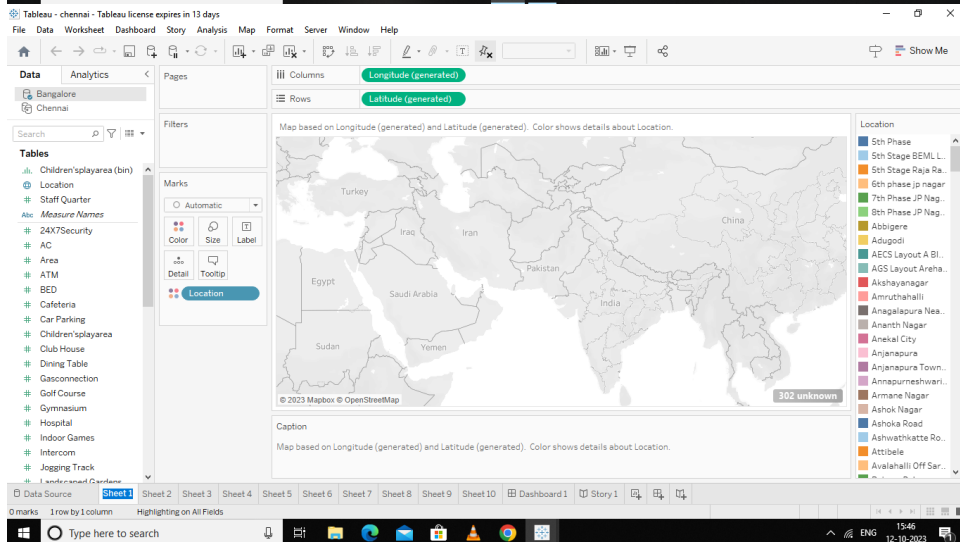 Tableau - chennai - Tableau license expires in 13 days
File Data Worksheet Dashboard Story Analysis Map Format Server Window Help
Show Me
Data Analytics
Bangalore
Chennai
Search
Tables
Children'splayarea (bin)
Location
Staff Quarter
Abc Measure Names
24X7Security
AC
Area
ATM
BED
Cafeteria
Car Parking
Children'splayarea
Club House
Dining Table
Gasconnection
Golf Course
Gymnasium
Hospital
Indoor Games
Intercom
Jogging Track
Landscaped Gardens
Pages
Filters
Marks
Automatic
Color Size Label
Detail Tooltip
Location
iii Columns Longitude (generated)
Rows Latitude (generated)
Map based on Longitude (generated) and Latitude (generated). Color shows details about Location.
Turkey
China
Iraq Iran
Pakistan
Egypt
Saudi Arabia
India
Sudan
Yemen
© 2023 Mapbox © OpenStreetMap
302 unknown
Caption
Map based on Longitude (generated) and Latitude (generated). Color shows details about Location.
Location
5th Phase
5th Stage BEML L..
5th Stage Raja Ra..
6th phase jp nagar
7th Phase JP Nag..
8th Phase JP Nag..
Abbigere
Adugodi
AECS Layout A Bl..
AGS Layout Areha..
Akshayanagar
Amruthahalli
Anagalapura Nea..
Ananth Nagar
Anekal City
Anjanapura
Anjanapura Town..
Annapurneshwari..
Armane Nagar
Ashok Nagar
Ashoka Road
Ashwathkatte Ro..
Attibele
Avalahalli Off Sar..
Data Source Sheet 1 Sheet 2 Sheet 3 Sheet 4 Sheet 5 Sheet 6 Sheet 7 Sheet 8 Sheet 9 Sheet 10 Dashboard 1 Story 1
0 marks 1 row by 1 column Highlighting on All Fields
Type here to search
ENG
15:46
12-10-2023